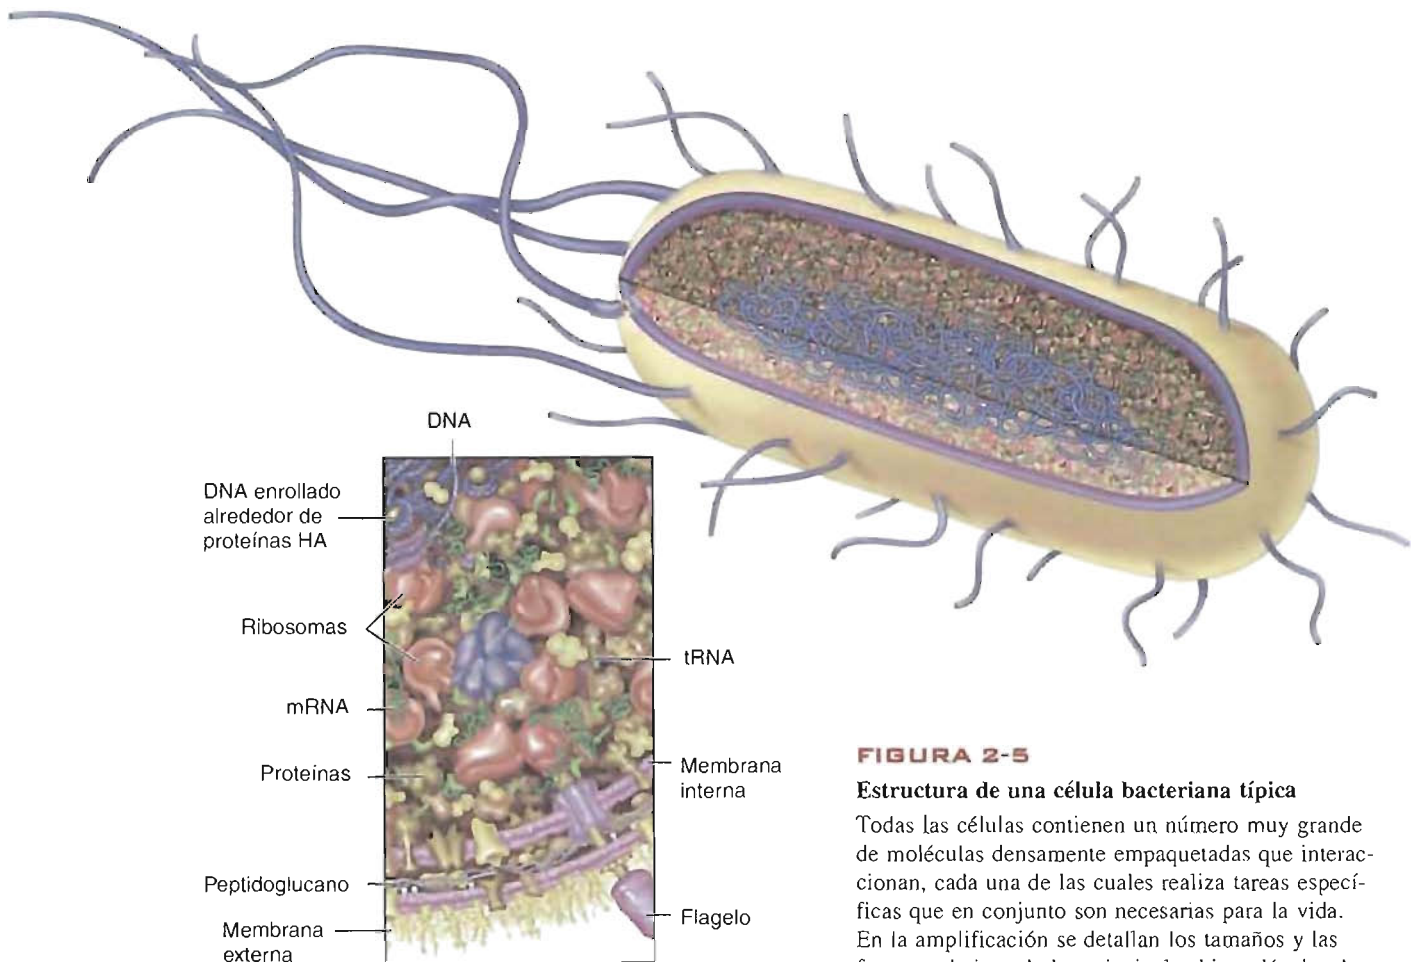 DNA
DNA enrollado
alrededor de
proteínas HA
Ribosomas
mRNA
Proteínas
Peptidoglucano
Membrana
externa
tRNA
Membrana
interna
Flagelo
FIGURA 2-5
Estructura de una célula bacteriana típica
Todas las células contienen un número muy grande
de moléculas densamente empaquetadas que interac-
cionan, cada una de las cuales realiza tareas especí-
ficas que en conjunto son necesarias para la vida.
En la amplificación se detallan los tamaños y las